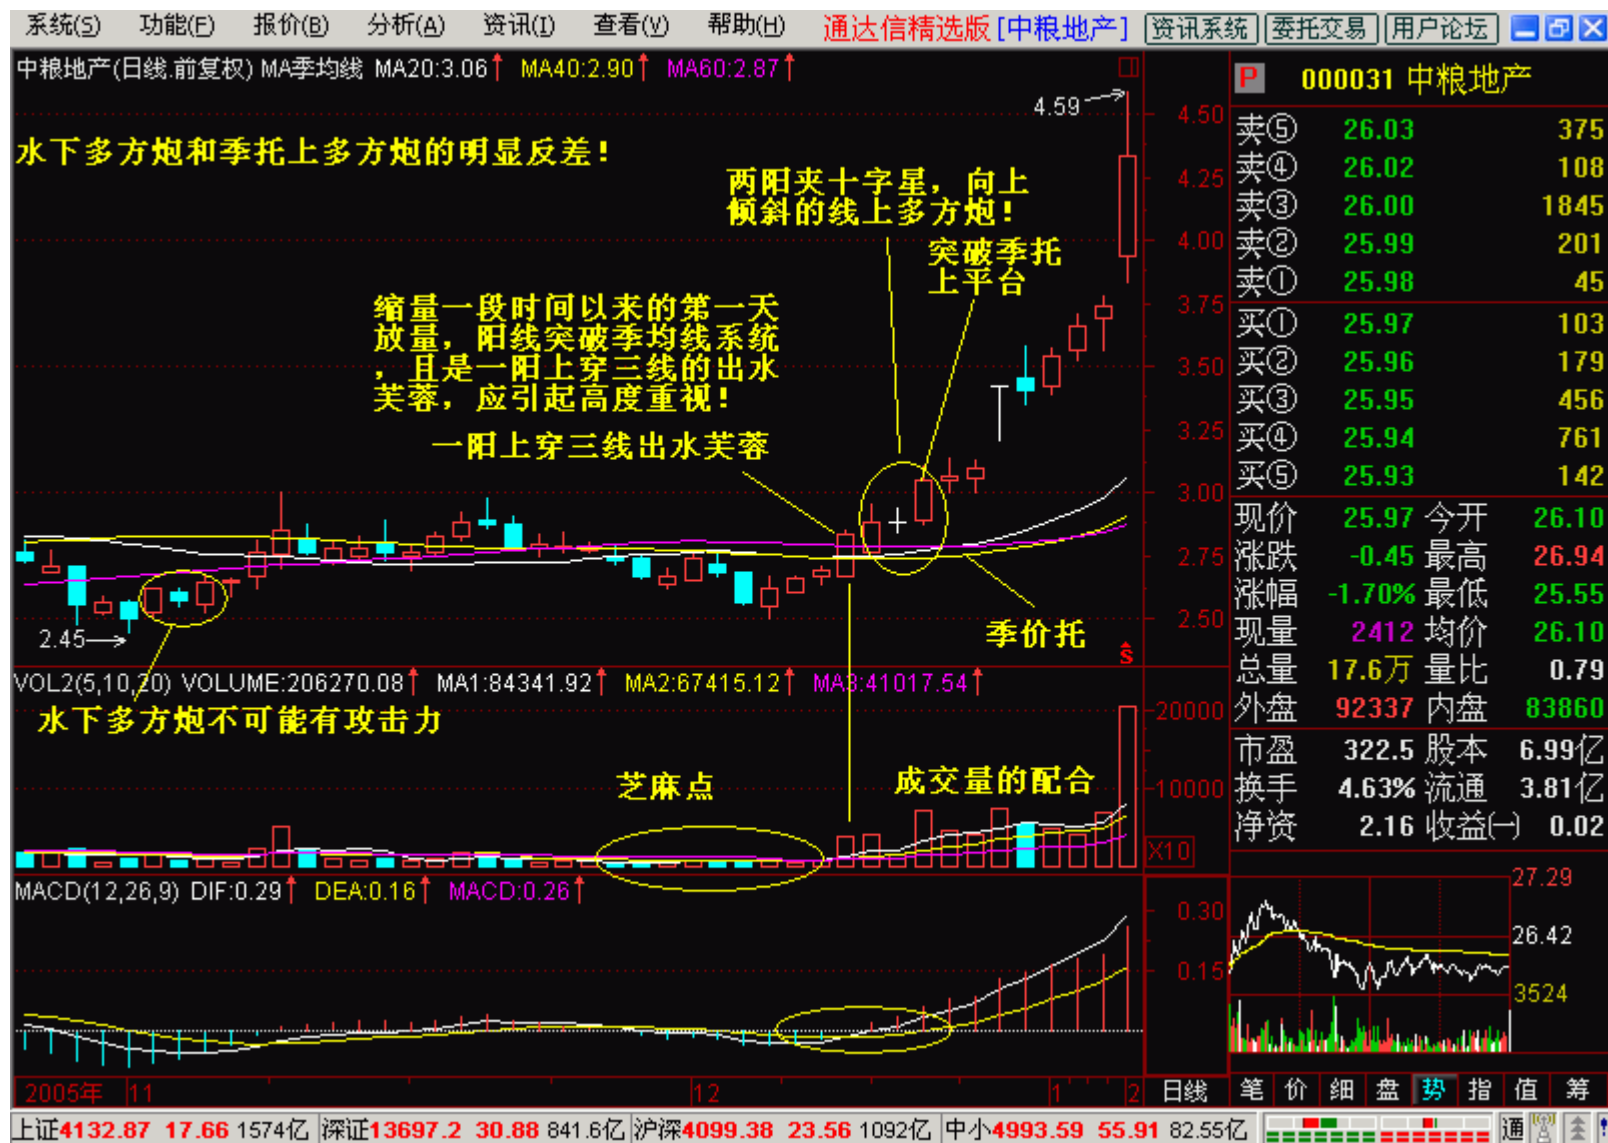 系统(S) 功能(F) 报价(B) 分析(A) 资讯(I) 查看(V) 帮助(H) 通达信精选版 [中粮地产] 资讯系统 委托交易 用户论坛
中粮地产(日线.前复权) MA季均线 MA20:3.06↑ MA40:2.90↑ MA60:2.87↑
水下多方炮和季托上多方炮的明显反差！
4.59
两阳夹十字星，向上
倾斜的线上多方炮！
突破季托
上平台
缩量一段时间以来的第一天
放量，阳线突破季均线系统
，且是一阳上穿三线的出水
芙蓉，应引起高度重视！
一阳上穿三线出水芙蓉
季价托
2.45
4.50
4.25
4.00
3.75
3.50
3.25
3.00
2.75
2.50
S
VOL2(5,10,20) VOLUME:206270.08↑ MA1:84341.92↑ MA2:67415.12↑ MA3:41017.54↑
水下多方炮不可能有攻击力
芝麻点
成交量的配合
20000
10000
X10
MACD(12,26,9) DIF:0.29↑ DEA:0.16↑ MACD:0.26↑
0.30
0.15
2005年 11 12 1 2 日线
P 000031 中粮地产
卖⑤ 26.03 375
卖④ 26.02 108
卖③ 26.00 1845
卖② 25.99 201
卖① 25.98 45
买① 25.97 103
买② 25.96 179
买③ 25.95 456
买④ 25.94 761
买⑤ 25.93 142
现价 25.97 今开 26.10
涨跌 -0.45 最高 26.94
涨幅 -1.70% 最低 25.55
现量 2412 均价 26.10
总量 17.6万 量比 0.79
外盘 92337 内盘 83860
市盈 322.5 股本 6.99亿
换手 4.63% 流通 3.81亿
净资 2.16 收益(一) 0.02
27.29
26.42
3524
笔 价 细 盘 势 指 值 筹
上证4132.87 17.66 1574亿 深证13697.2 30.88 841.6亿 沪深4099.38 23.56 1092亿 中小4993.59 55.91 82.55亿 通